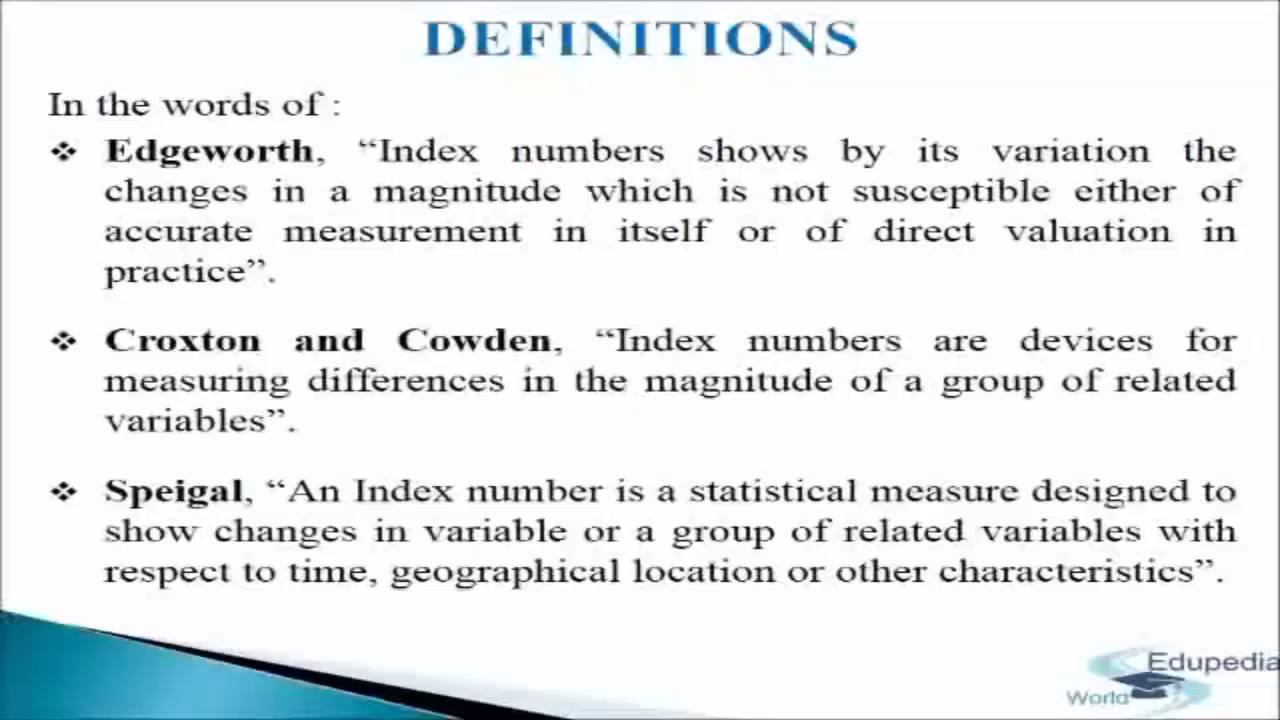 DEFINITIONS
In the words of :
❖ Edgeworth, “Index numbers shows by its variation the
changes in a magnitude which is not susceptible either of
accurate measurement in itself or of direct valuation in
practice”.
❖ Croxton and Cowden, “Index numbers are devices for
measuring differences in the magnitude of a group of related
variables”.
❖ Speigal, “An Index number is a statistical measure designed to
show changes in variable or a group of related variables with
respect to time, geographical location or other characteristics”.
Edupedia
World